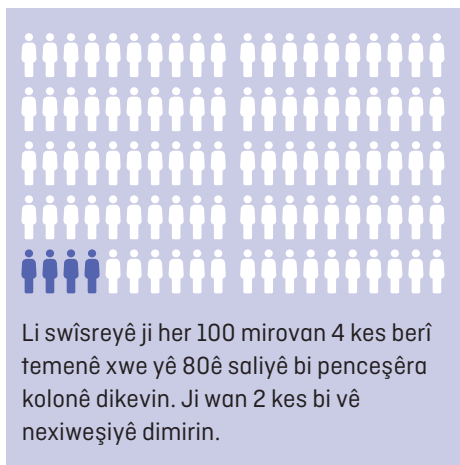 Li swîsreyê ji her 100 mirovan 4 kes berî
temenê xwe yê 80ê saliyê bi penceşêra
kolonê dikevin. Ji wan 2 kes bi vê
nexiweşiyê dimirin.